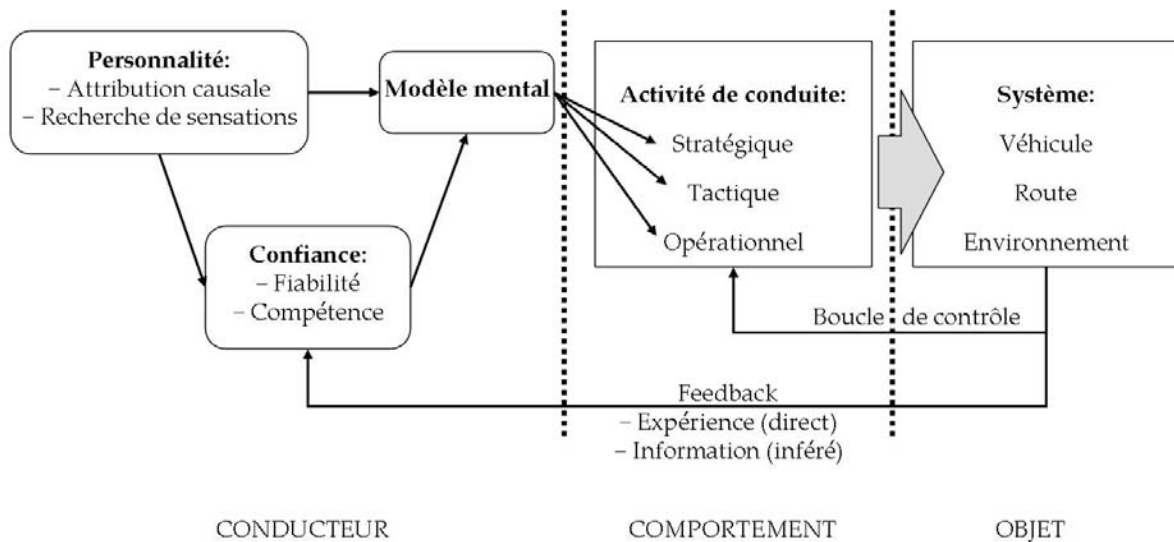 Personnalité:
– Attribution causale
– Recherche de sensations
Modèle mental
Confiance:
– Fiabilité
– Compétence
Activité de conduite:
Stratégique
Tactique
Opérationnel
Système:
Véhicule
Route
Environnement
Boucle de contrôle
Feedback
– Expérience (direct)
– Information (inféré)
CONDUCTEUR
COMPORTEMENT
OBJET